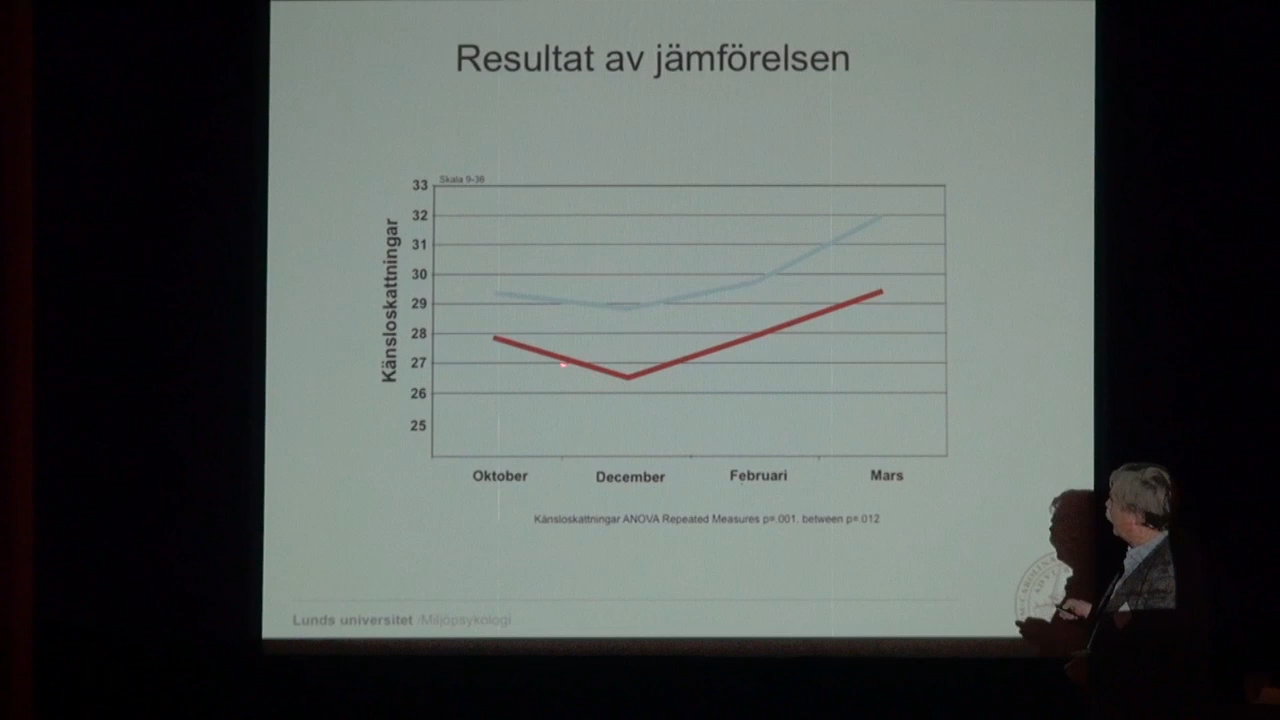 Resultat av jämförelsen
Skala 9-36
Känsloskattningar
33
32
31
30
29
28
27
26
25
Oktober December Februari Mars
Känsloskattningar ANOVA Repeated Measures p=.001, between p=.012
Lunds universitet /Miljöpsykologi